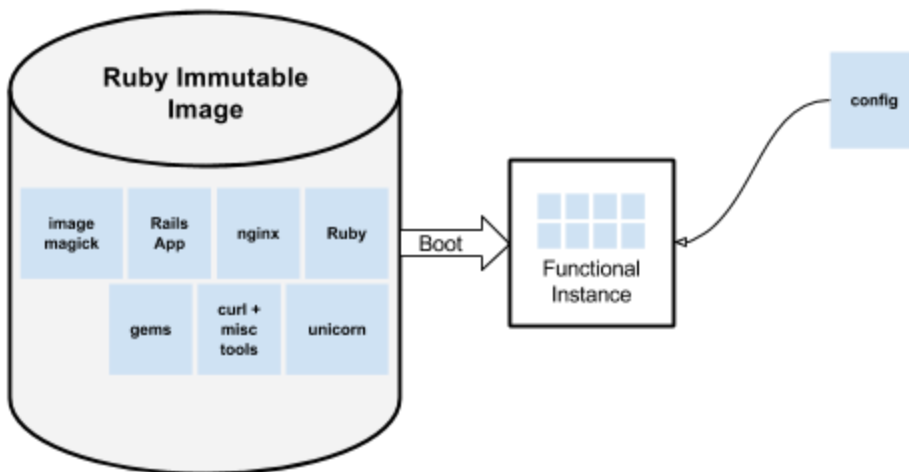 Ruby Immutable
Image
image
magick
Rails
App
nginx
Ruby
gems
curl +
misc
tools
unicorn
Boot
Functional
Instance
config